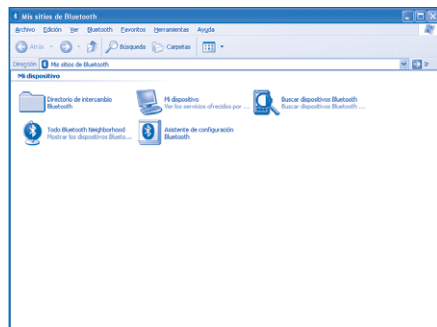 Mis sitios de Bluetooth
Archivo Edición Ver Bluetooth Favoritos Herramientas Ayuda
Atrás Búsqueda Carpetas
Dirección Mis sitios de Bluetooth
Mi dispositivo
Directorio de intercambio
Bluetooth
Mi dispositivo
Ver los servicios ofrecidos por ...
Buscar dispositivos Bluetooth
Buscar dispositivos Bluetooth ...
Todo Bluetooth Neighborhood
Mostrar los dispositivos Blueto...
Asistente de configuración
Bluetooth